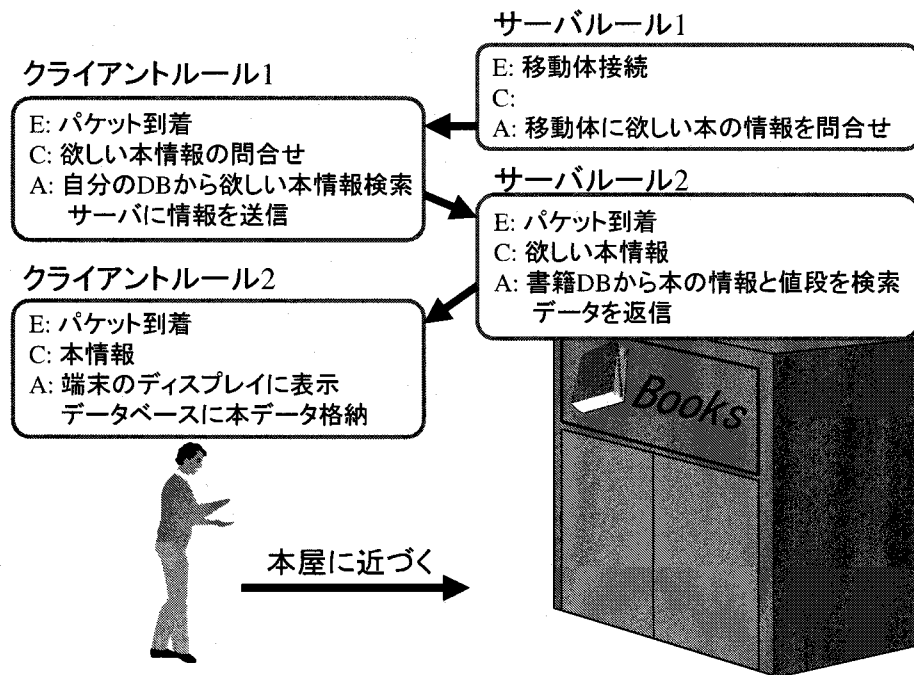 サーバルール1
E: 移動体接続
C:
A: 移動体に欲しい本の情報を問合せ
クライアントルール1
E: パケット到着
C: 欲しい本情報の問合せ
A: 自分のDBから欲しい本情報検索
サーバに情報を送信
サーバルール2
E: パケット到着
C: 欲しい本情報
A: 書籍DBから本の情報と値段を検索
データを返信
クライアントルール2
E: パケット到着
C: 本情報
A: 端末のディスプレイに表示
データベースに本データ格納
Books
本屋に近づく